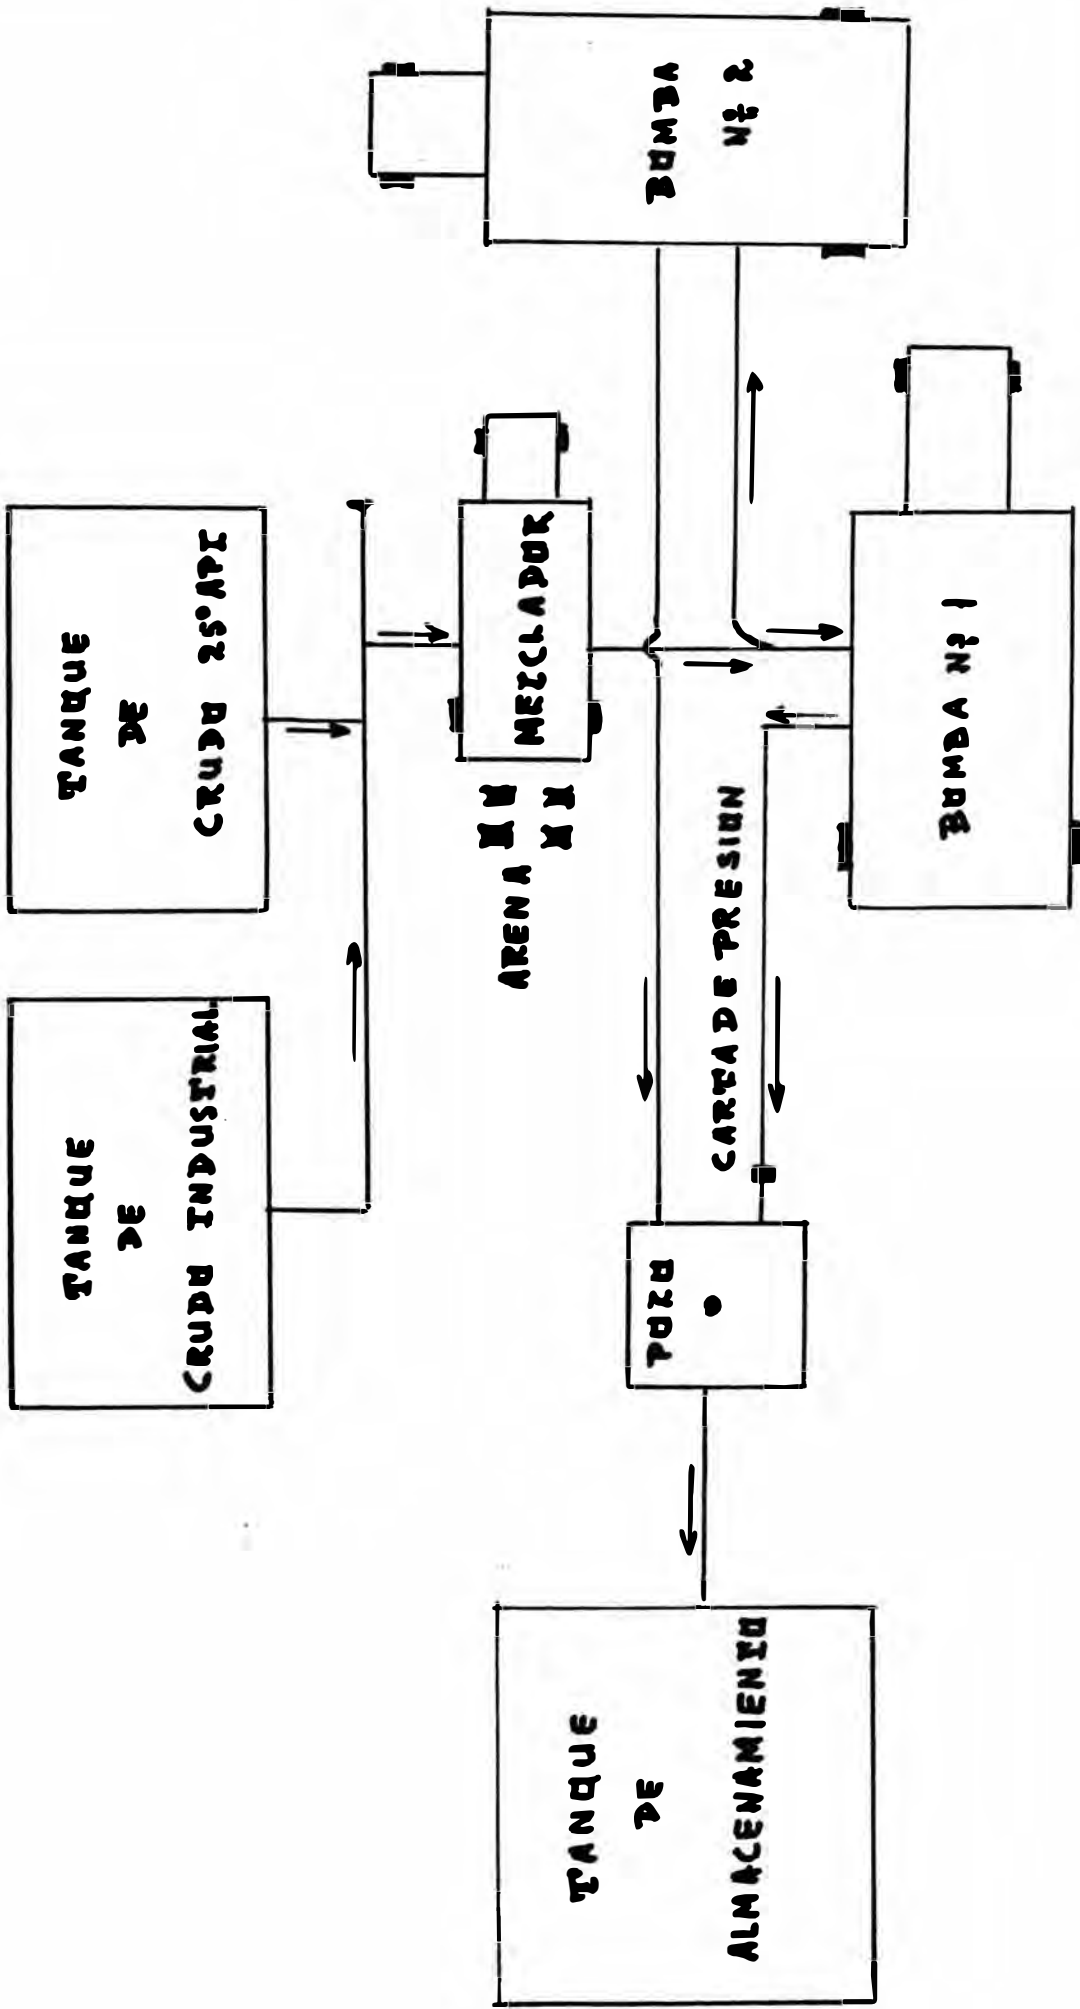 TANQUE
DE
CRUDO INDUSTRIAL
TANQUE
DE
CRUDO 25° API
ARENA
MEZCLADOR
BOMBA
Nº 2
BOMBA Nº 1
CARTA DE PRESION
POZO
TANQUE
DE
ALMACENAMIENTO